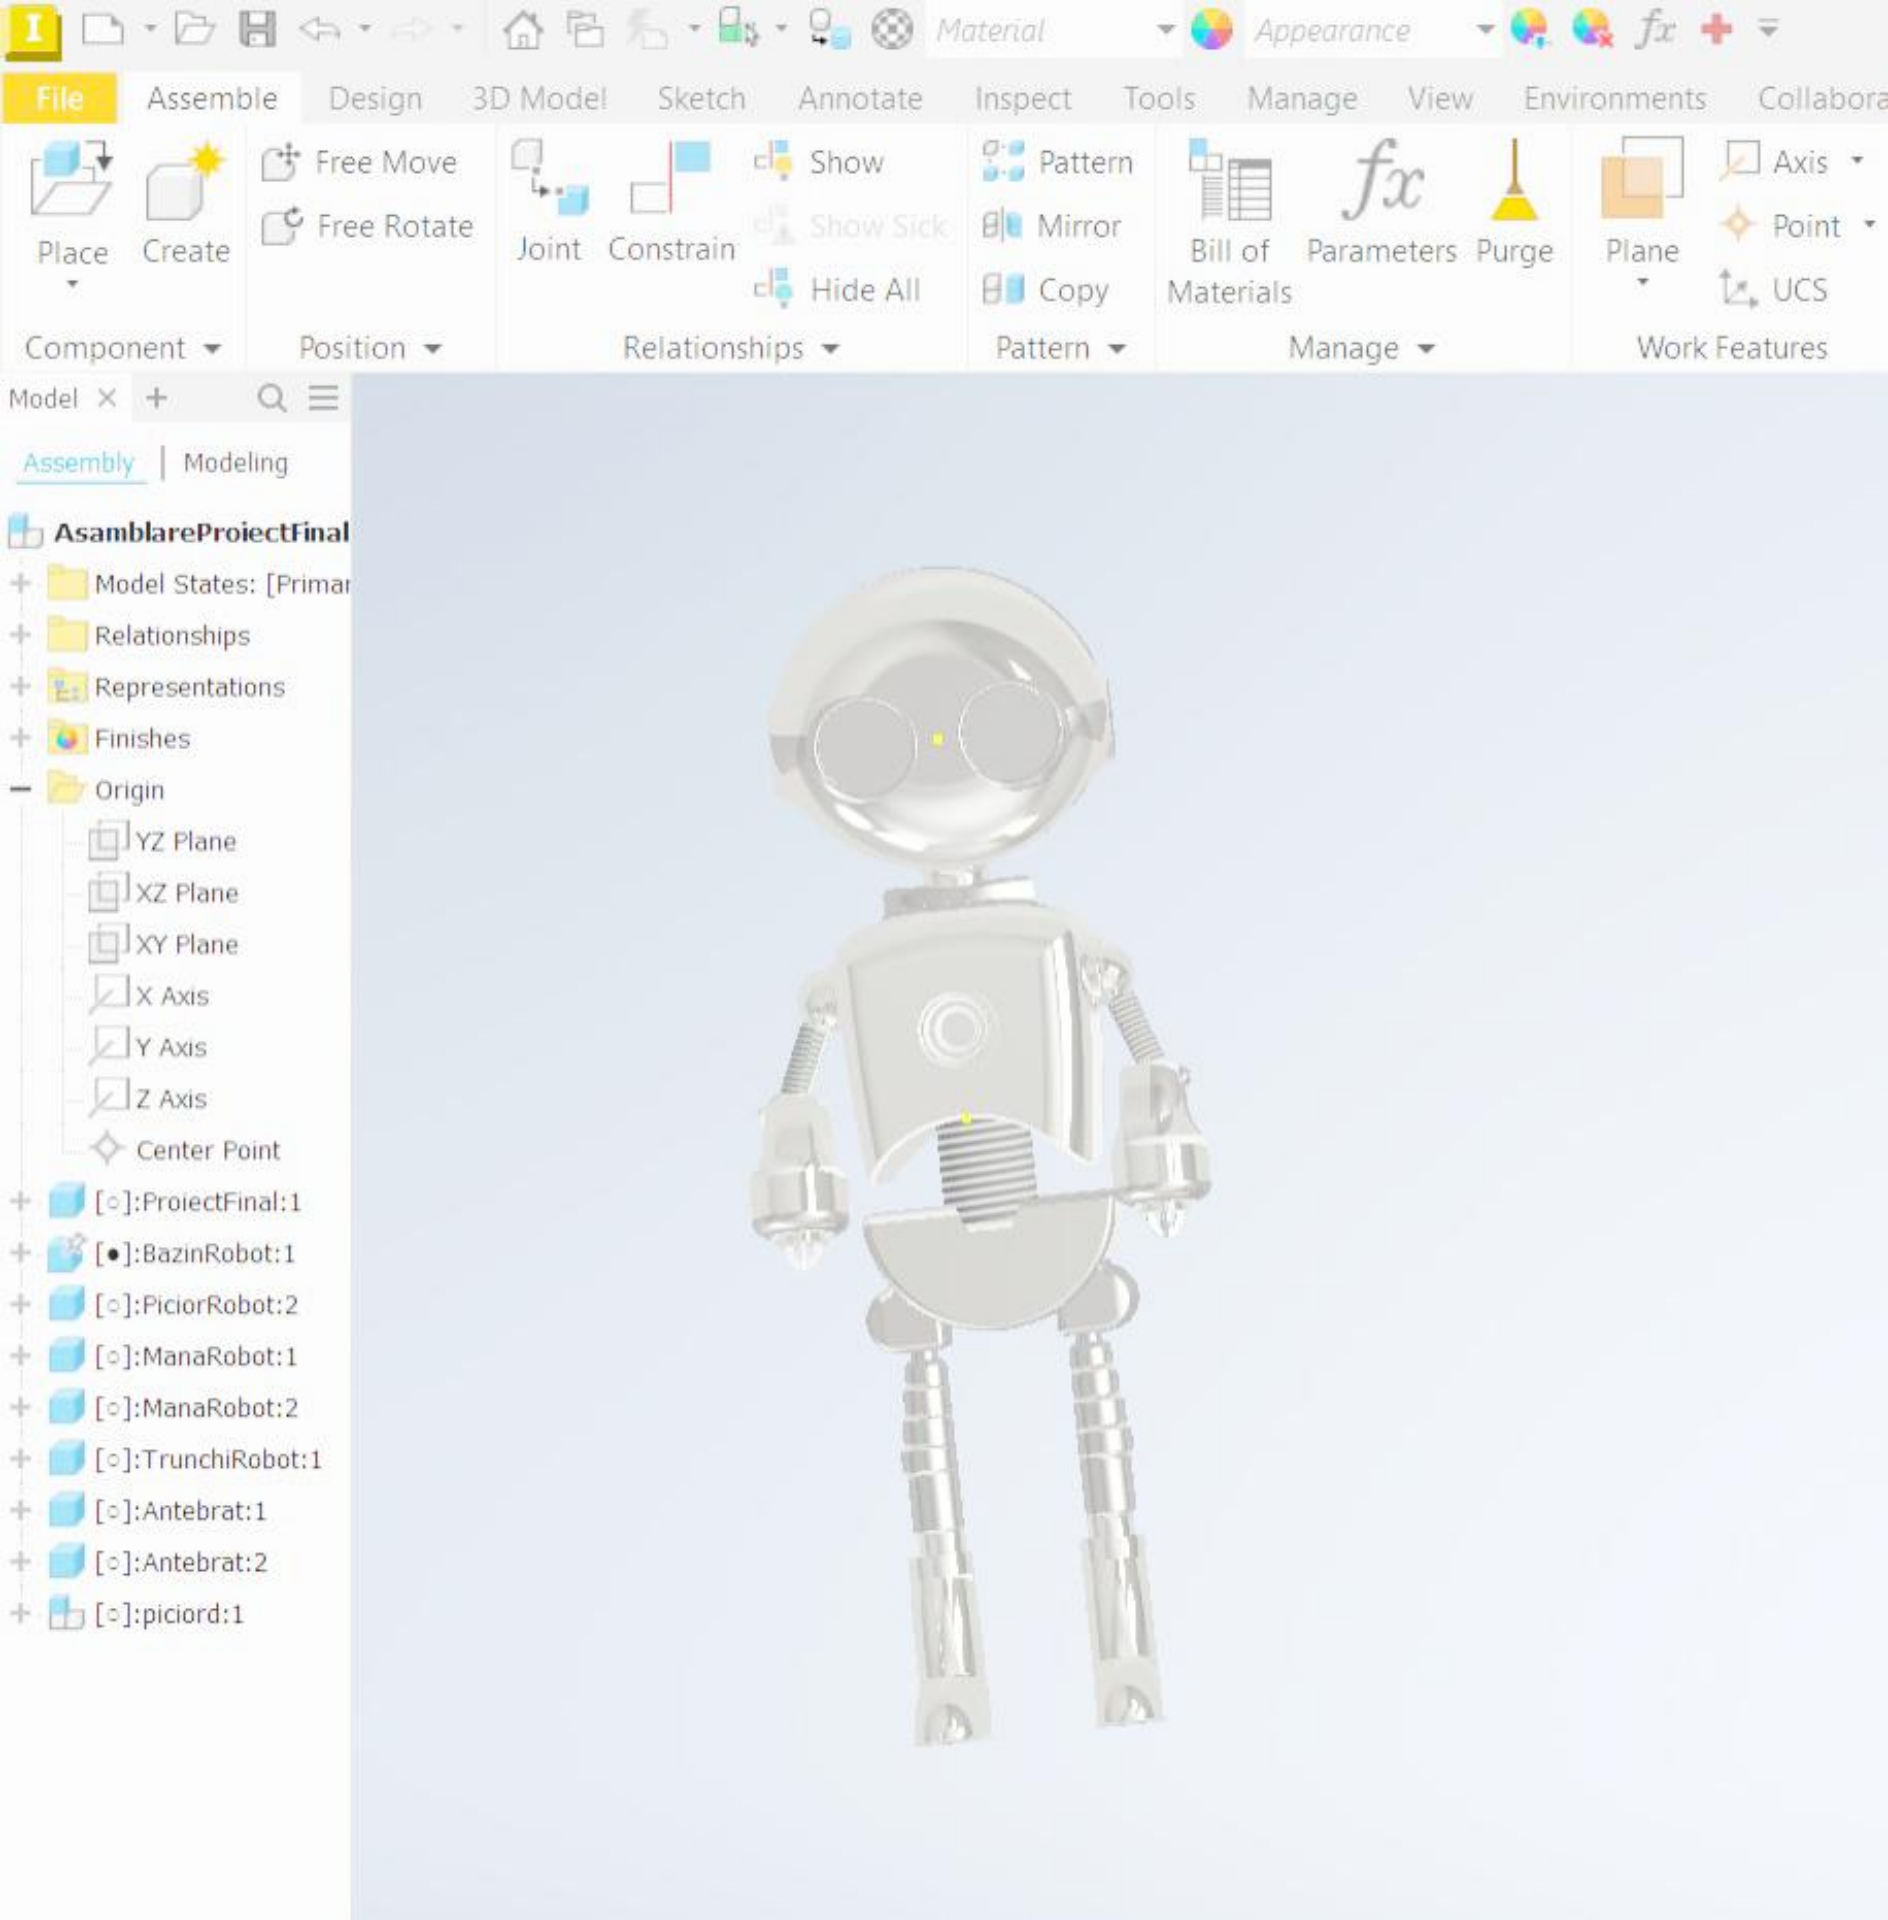 I Material Appearance fx
File Assemble Design 3D Model Sketch Annotate Inspect Tools Manage View Environments Collabora
Place Create Free Move Free Rotate Joint Constrain Show Show Sick Hide All Pattern Mirror Copy Bill of Materials fx Parameters Purge Plane Axis Point UCS
Component Position Relationships Pattern Manage Work Features
Model
Assembly | Modeling
AsamblareProiectFinal
Model States: [Primar
Relationships
Representations
Finishes
Origin
YZ Plane
XZ Plane
XY Plane
X Axis
Y Axis
Z Axis
Center Point
[○]:ProiectFinal:1
[●]:BazinRobot:1
[○]:PiciorRobot:2
[○]:ManaRobot:1
[○]:ManaRobot:2
[○]:TrunchiRobot:1
[○]:Antebrat:1
[○]:Antebrat:2
[○]:piciord:1